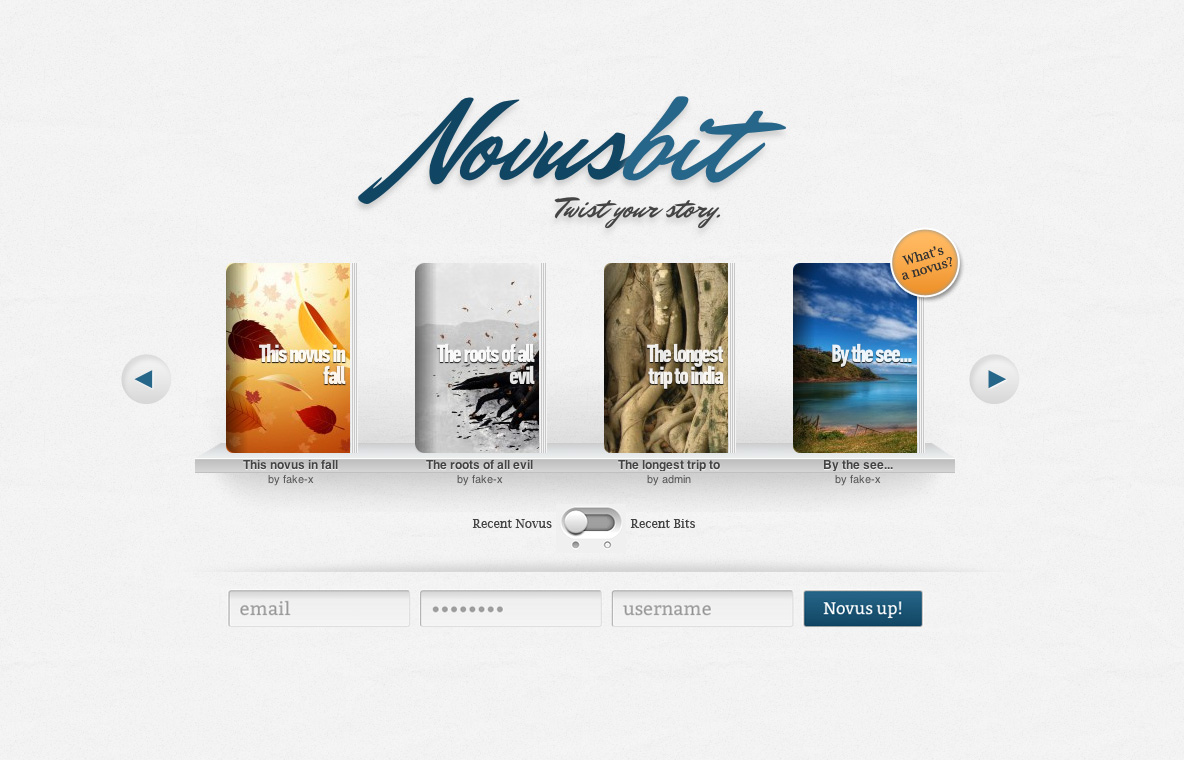 Novusbit
Twist your story.
What's
a novus?
This novus in
fall
The roots of all
evil
The longest
trip to india
By the see...
This novus in fall
by fake-x
The roots of all evil
by fake-x
The longest trip to
by admin
By the see...
by fake-x
Recent Novus
Recent Bits
email
••••••••
username
Novus up!